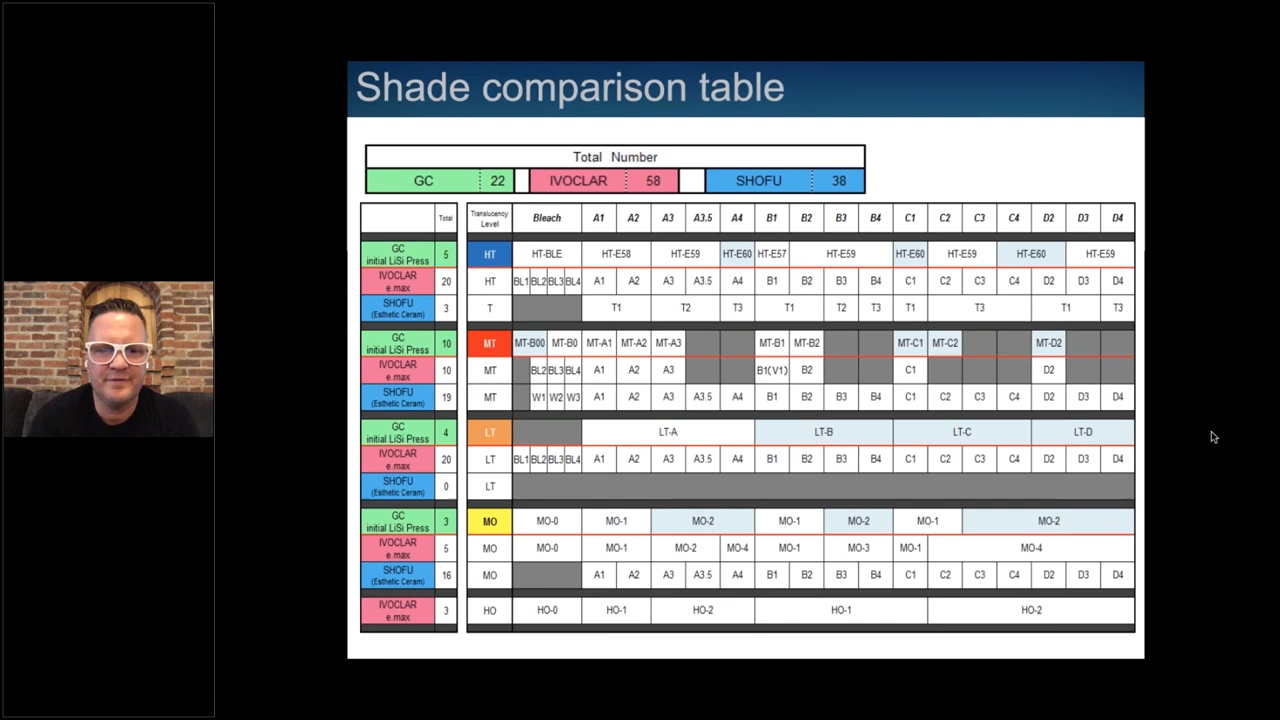 Shade comparison table
Total Number
GC 22 IVOCLAR 58 SHOFU 38
Total Translucency Level Bleach A1 A2 A3 A3.5 A4 B1 B2 B3 B4 C1 C2 C3 C4 D2 D3 D4
GC initial LiSi Press 5 HT HT-BLE HT-E58 HT-E59 HT-E60 HT-E57 HT-E59 HT-E60 HT-E59 HT-E60 HT-E59
IVOCLAR e.max 20 HT BL1 BL2 BL3 BL4 A1 A2 A3 A3.5 A4 B1 B2 B3 B4 C1 C2 C3 C4 D2 D3 D4
SHOFU (Esthetic Ceram) 3 T T1 T2 T3 T1 T2 T3 T1 T3 T1 T3
GC initial LiSi Press 10 MT MT-B00 MT-B0 MT-A1 MT-A2 MT-A3 MT-B1 MT-B2 MT-C1 MT-C2 MT-D2
IVOCLAR e.max 10 MT BL2 BL3 BL4 A1 A2 A3 B1(V1) B2 C1 D2
SHOFU (Esthetic Ceram) 19 MT W1 W2 W3 A1 A2 A3 A3.5 A4 B1 B2 B3 B4 C1 C2 C3 C4 D2 D3 D4
GC initial LiSi Press 4 LT LT-A LT-B LT-C LT-D
IVOCLAR e.max 20 LT BL1 BL2 BL3 BL4 A1 A2 A3 A3.5 A4 B1 B2 B3 B4 C1 C2 C3 C4 D2 D3 D4
SHOFU (Esthetic Ceram) 0 LT
GC initial LiSi Press 3 MO MO-0 MO-1 MO-2 MO-1 MO-2 MO-1 MO-2
IVOCLAR e.max 5 MO MO-0 MO-1 MO-2 MO-4 MO-1 MO-3 MO-1 MO-4
SHOFU (Esthetic Ceram) 16 MO A1 A2 A3 A3.5 A4 B1 B2 B3 B4 C1 C2 C3 C4 D2 D3 D4
IVOCLAR e.max 3 HO HO-0 HO-1 HO-2 HO-1 HO-2